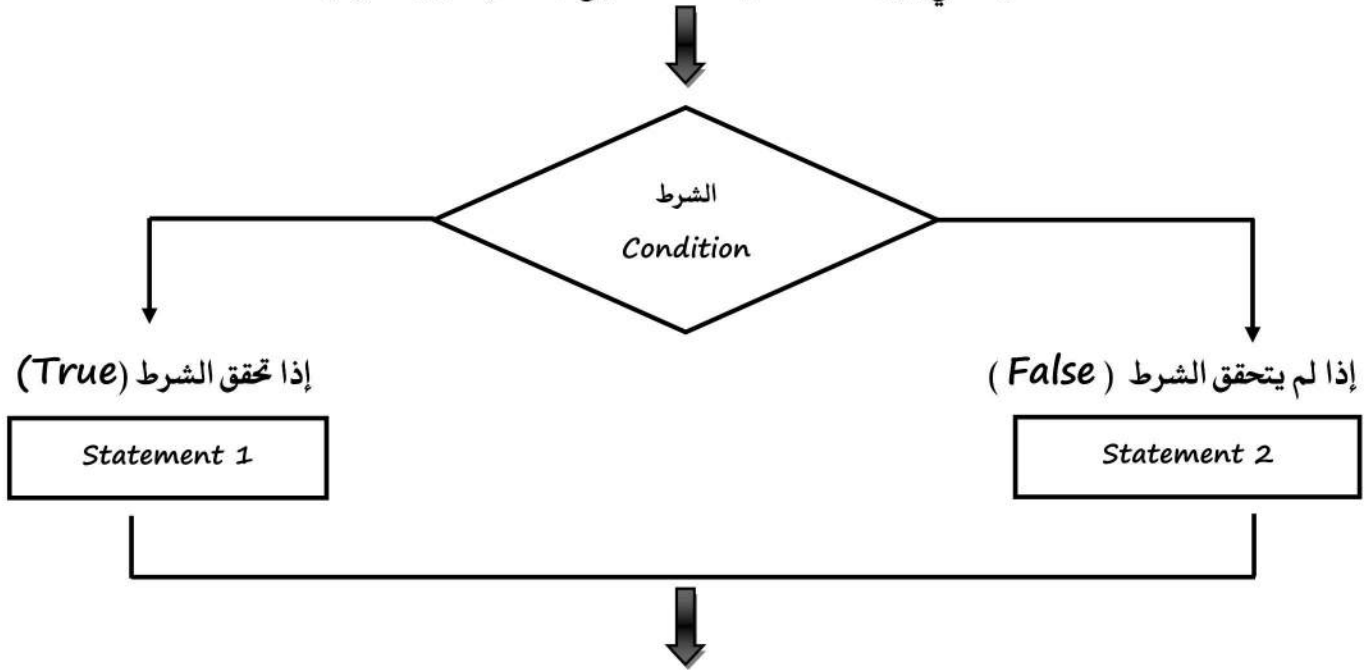 الشرط
Condition
إذا تحقق الشرط (True)
إذا لم يتحقق الشرط ( False )
Statement 1
Statement 2